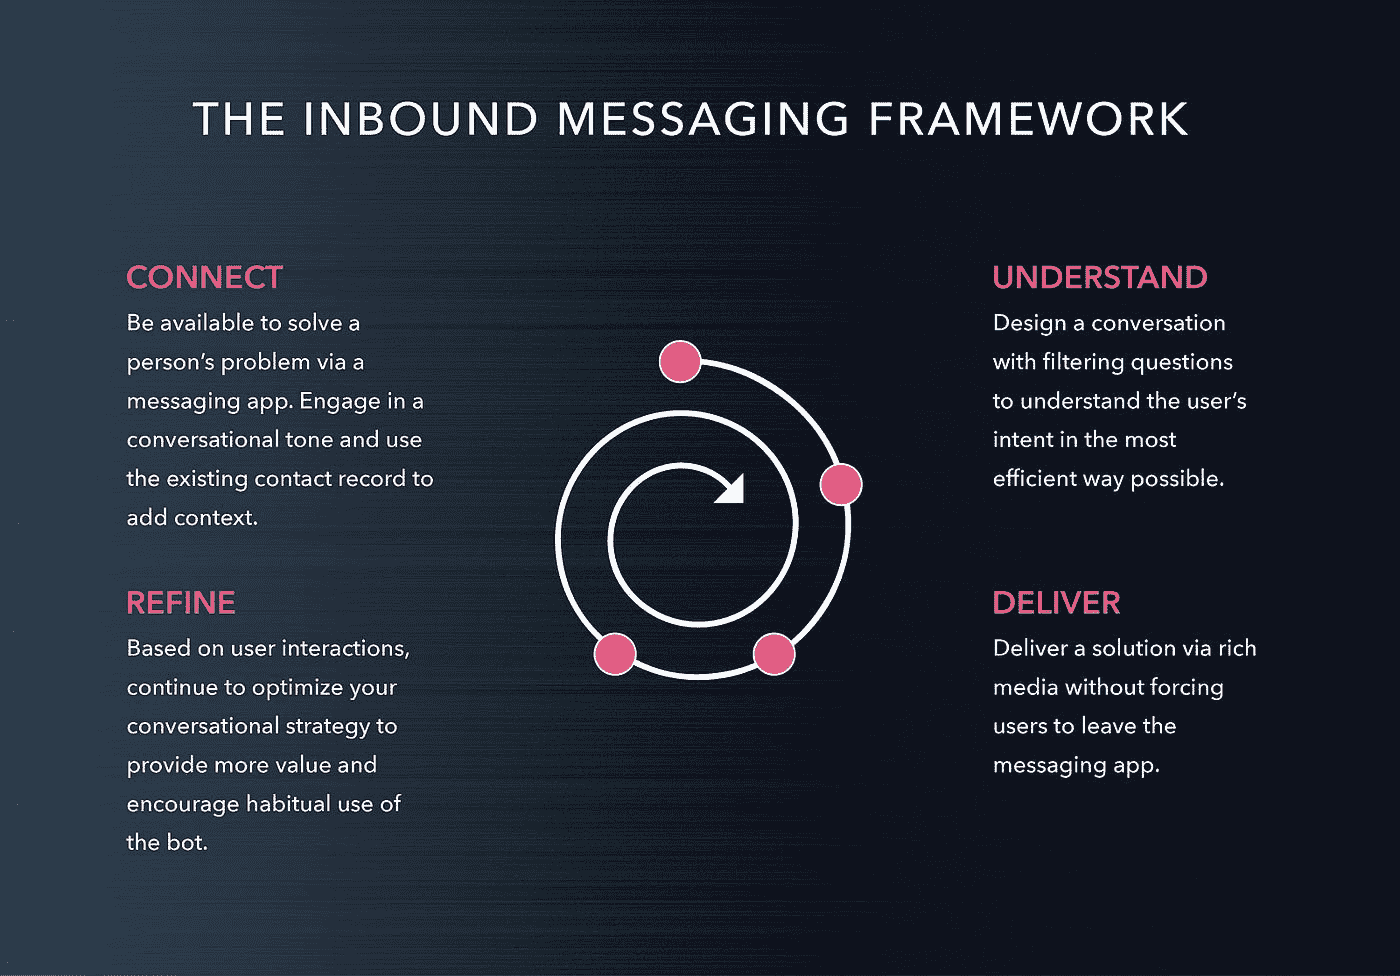 THE INBOUND MESSAGING FRAMEWORK
CONNECT
Be available to solve a
person’s problem via a
messaging app. Engage in a
conversational tone and use
the existing contact record to
add context.
UNDERSTAND
Design a conversation
with filtering questions
to understand the user’s
intent in the most
efficient way possible.
REFINE
Based on user interactions,
continue to optimize your
conversational strategy to
provide more value and
encourage habitual use of
the bot.
DELIVER
Deliver a solution via rich
media without forcing
users to leave the
messaging app.